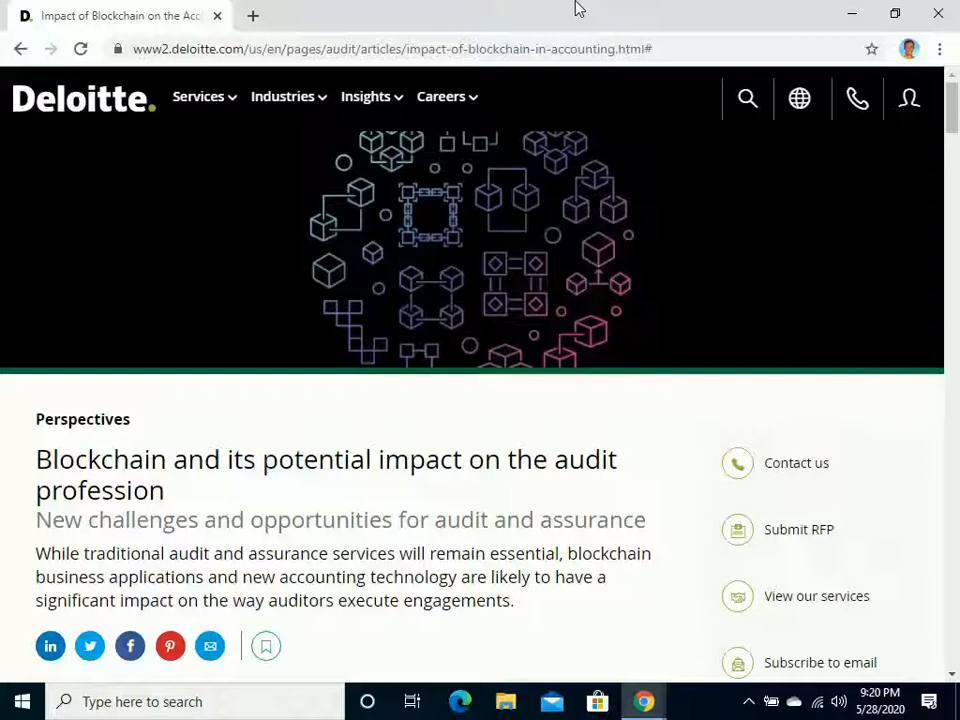 D. Impact of Blockchain on the Acc
www2.deloitte.com/us/en/pages/audit/articles/impact-of-blockchain-in-accounting.html#
Deloitte. Services Industries Insights Careers
Perspectives
Blockchain and its potential impact on the audit
profession
New challenges and opportunities for audit and assurance
While traditional audit and assurance services will remain essential, blockchain
business applications and new accounting technology are likely to have a
significant impact on the way auditors execute engagements.
in f
Contact us
Submit RFP
View our services
Subscribe to email
Type here to search
9:20 PM
5/28/2020